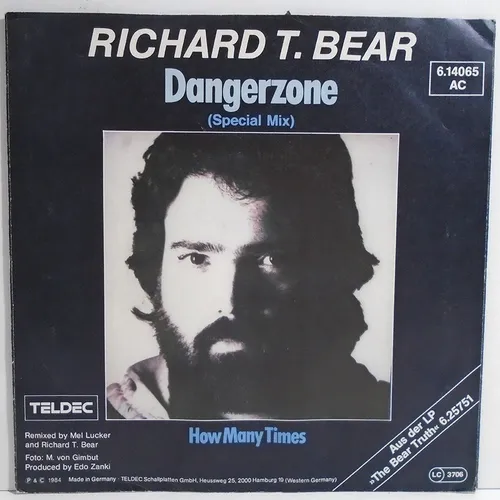 RICHARD T. BEAR
Dangerzone
(Special Mix)
6.14065
AC
TELDEC
How Many Times
Remixed by Mel Lucker
and Richard T. Bear
Foto: M. von Gimbut
Produced by Edo Zanki
Aus der LP
»The Bear Truth« 6.25751
P & C 1984 Made in Germany · TELDEC Schallplatten GmbH, Heussweg 25, 2000 Hamburg 19 (Western Germany)
LC 3706